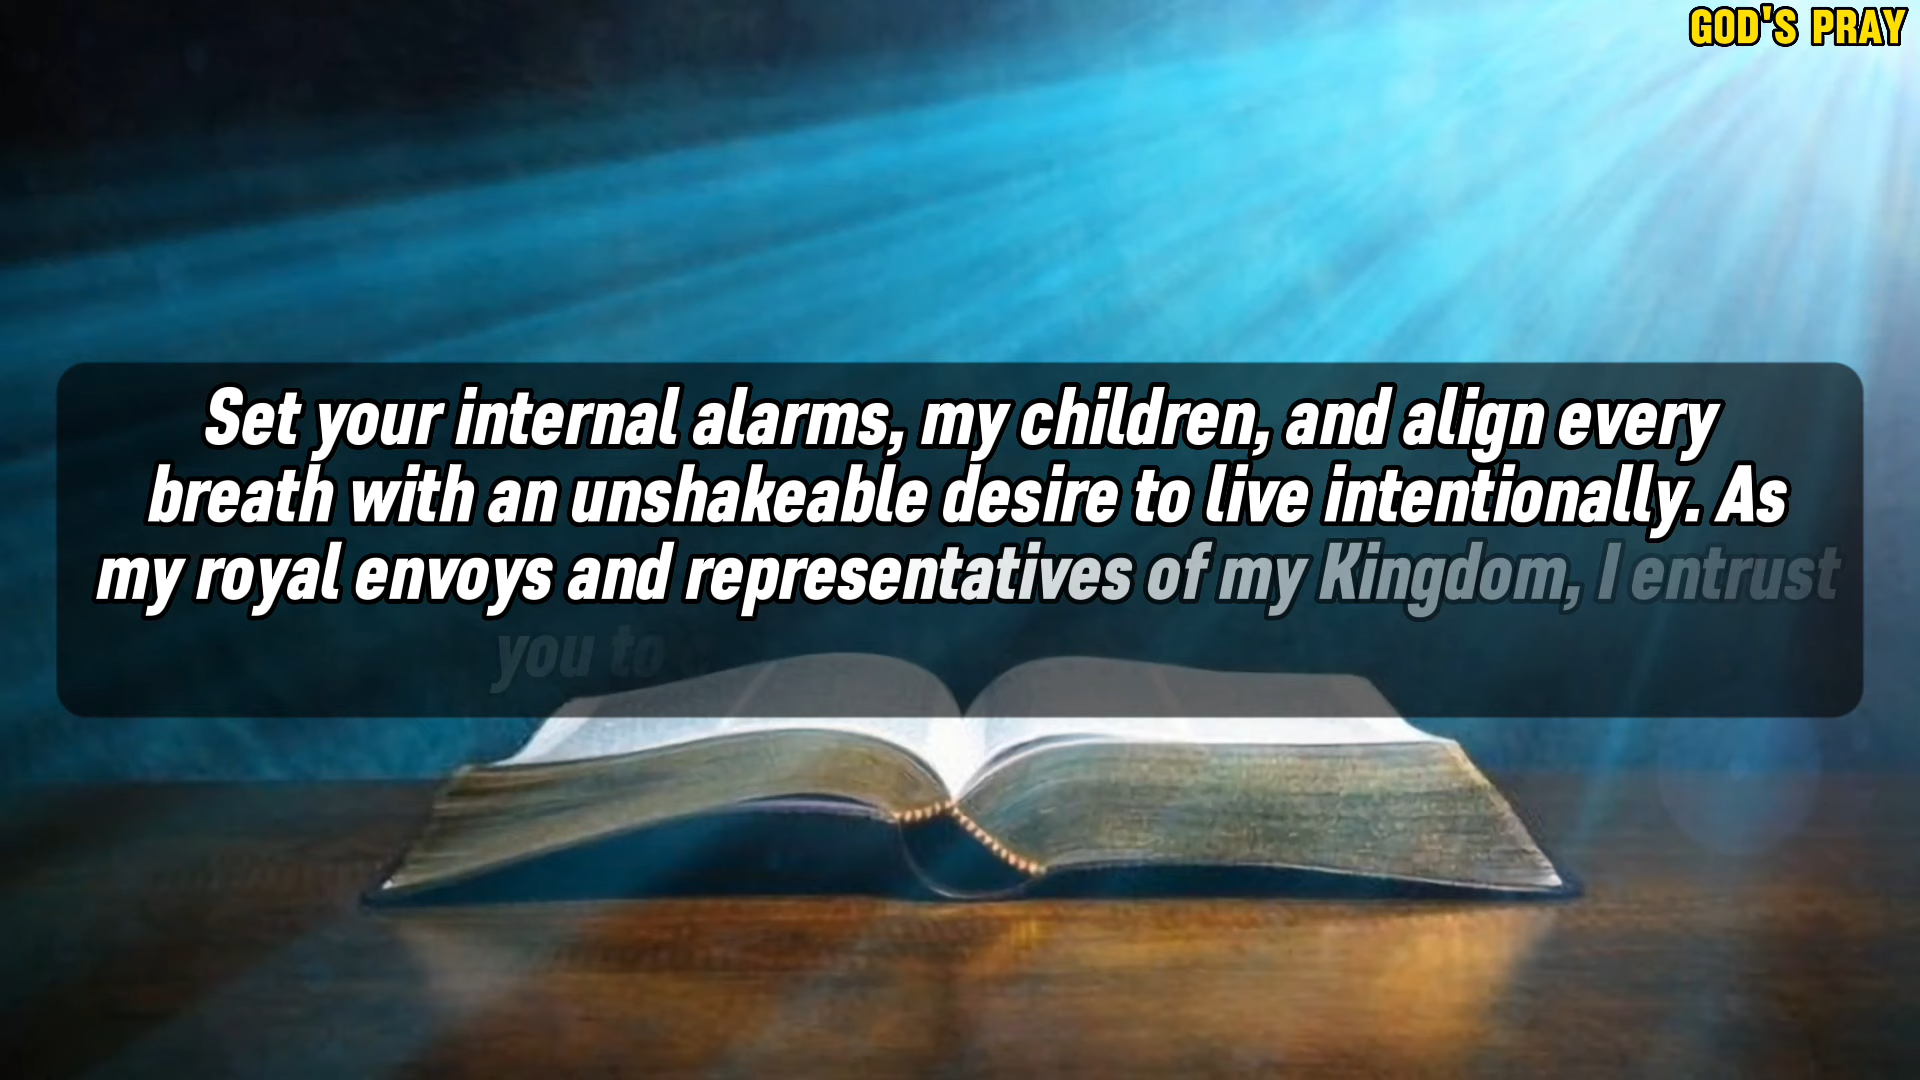 GOD'S PRAY
Set your internal alarms, my children, and align every
breath with an unshakeable desire to live intentionally. As
my royal envoys and representatives of my Kingdom, I entrust
you to